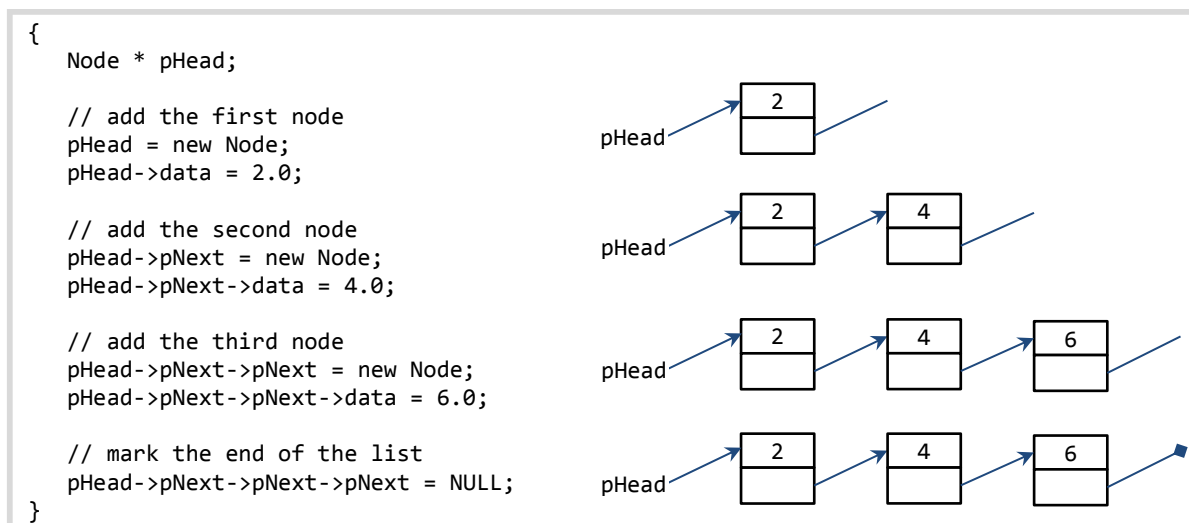 {
Node * pHead;
// add the first node
pHead = new Node;
pHead->data = 2.0;
2
pHead
// add the second node
pHead->pNext = new Node;
pHead->pNext->data = 4.0;
2 4
pHead
// add the third node
pHead->pNext->pNext = new Node;
pHead->pNext->pNext->data = 6.0;
2 4 6
pHead
// mark the end of the list
pHead->pNext->pNext->pNext = NULL;
2 4 6
pHead
}